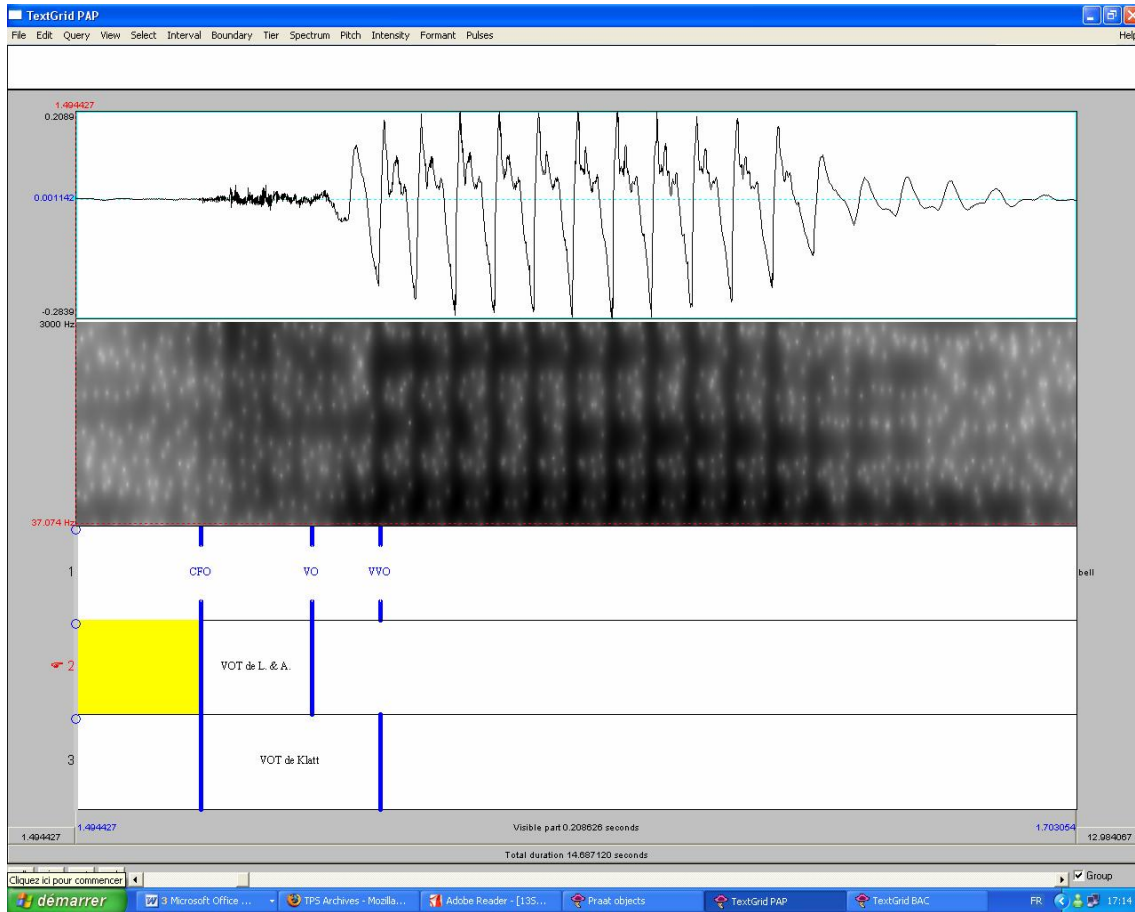 TextGrid PAP
File Edit Query View Select Interval Boundary Tier Spectrum Pitch Intensity Formant Pulses Help
1.494427
0.2089
0.001142
-0.2839
3000 Hz
37.074 Hz
1 CFO VO VVO bell
2 VOT de L. & A.
3 VOT de Klatt
1.494427 Visible part 0.208626 seconds 1.703054
1.494427 12.984067
Total duration 14.687120 seconds
Group
Cliquez ici pour commencer
démarrer 3 Microsoft Office ... TPS Archives - Mozilla... Adobe Reader - [13S... Praat objects TextGrid PAP TextGrid BAC FR 17:14